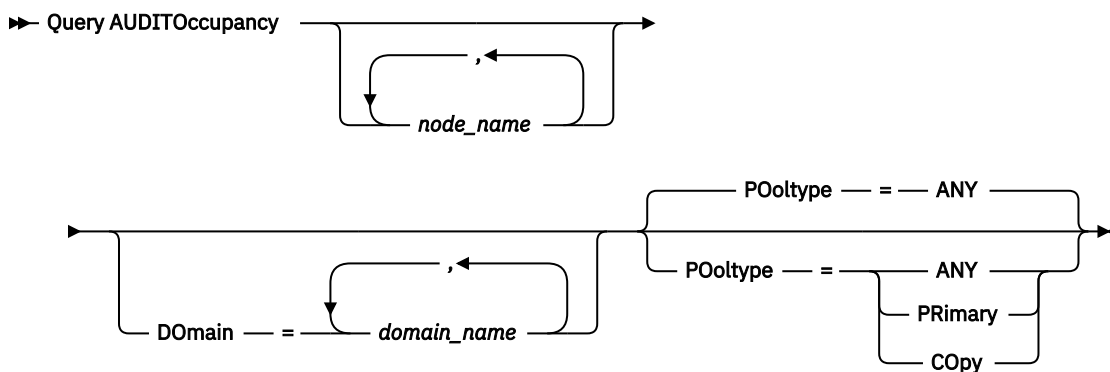 Query AUDITOccupancy
,
node_name
POoltype = ANY
,
POoltype = ANY
PRimary
DOmain = domain_name
COpy